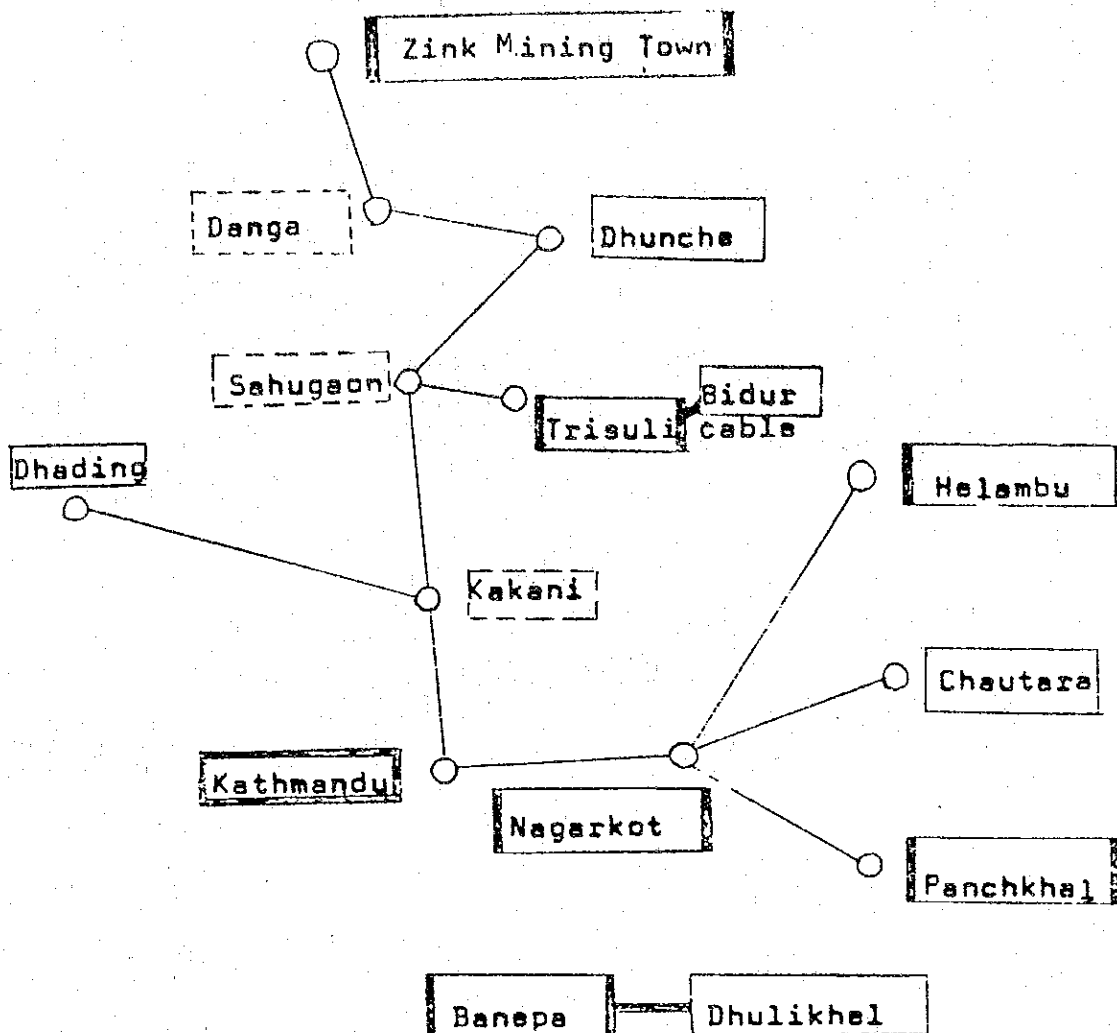 Zink Mining Town
Danga
Dhunche
Sahugaon
Bidur
Trisuli cable
Dhading
Helambu
Kakani
Chautara
Kathmandu
Nagarkot
Panchkhal
Banepa
Dhulikhel